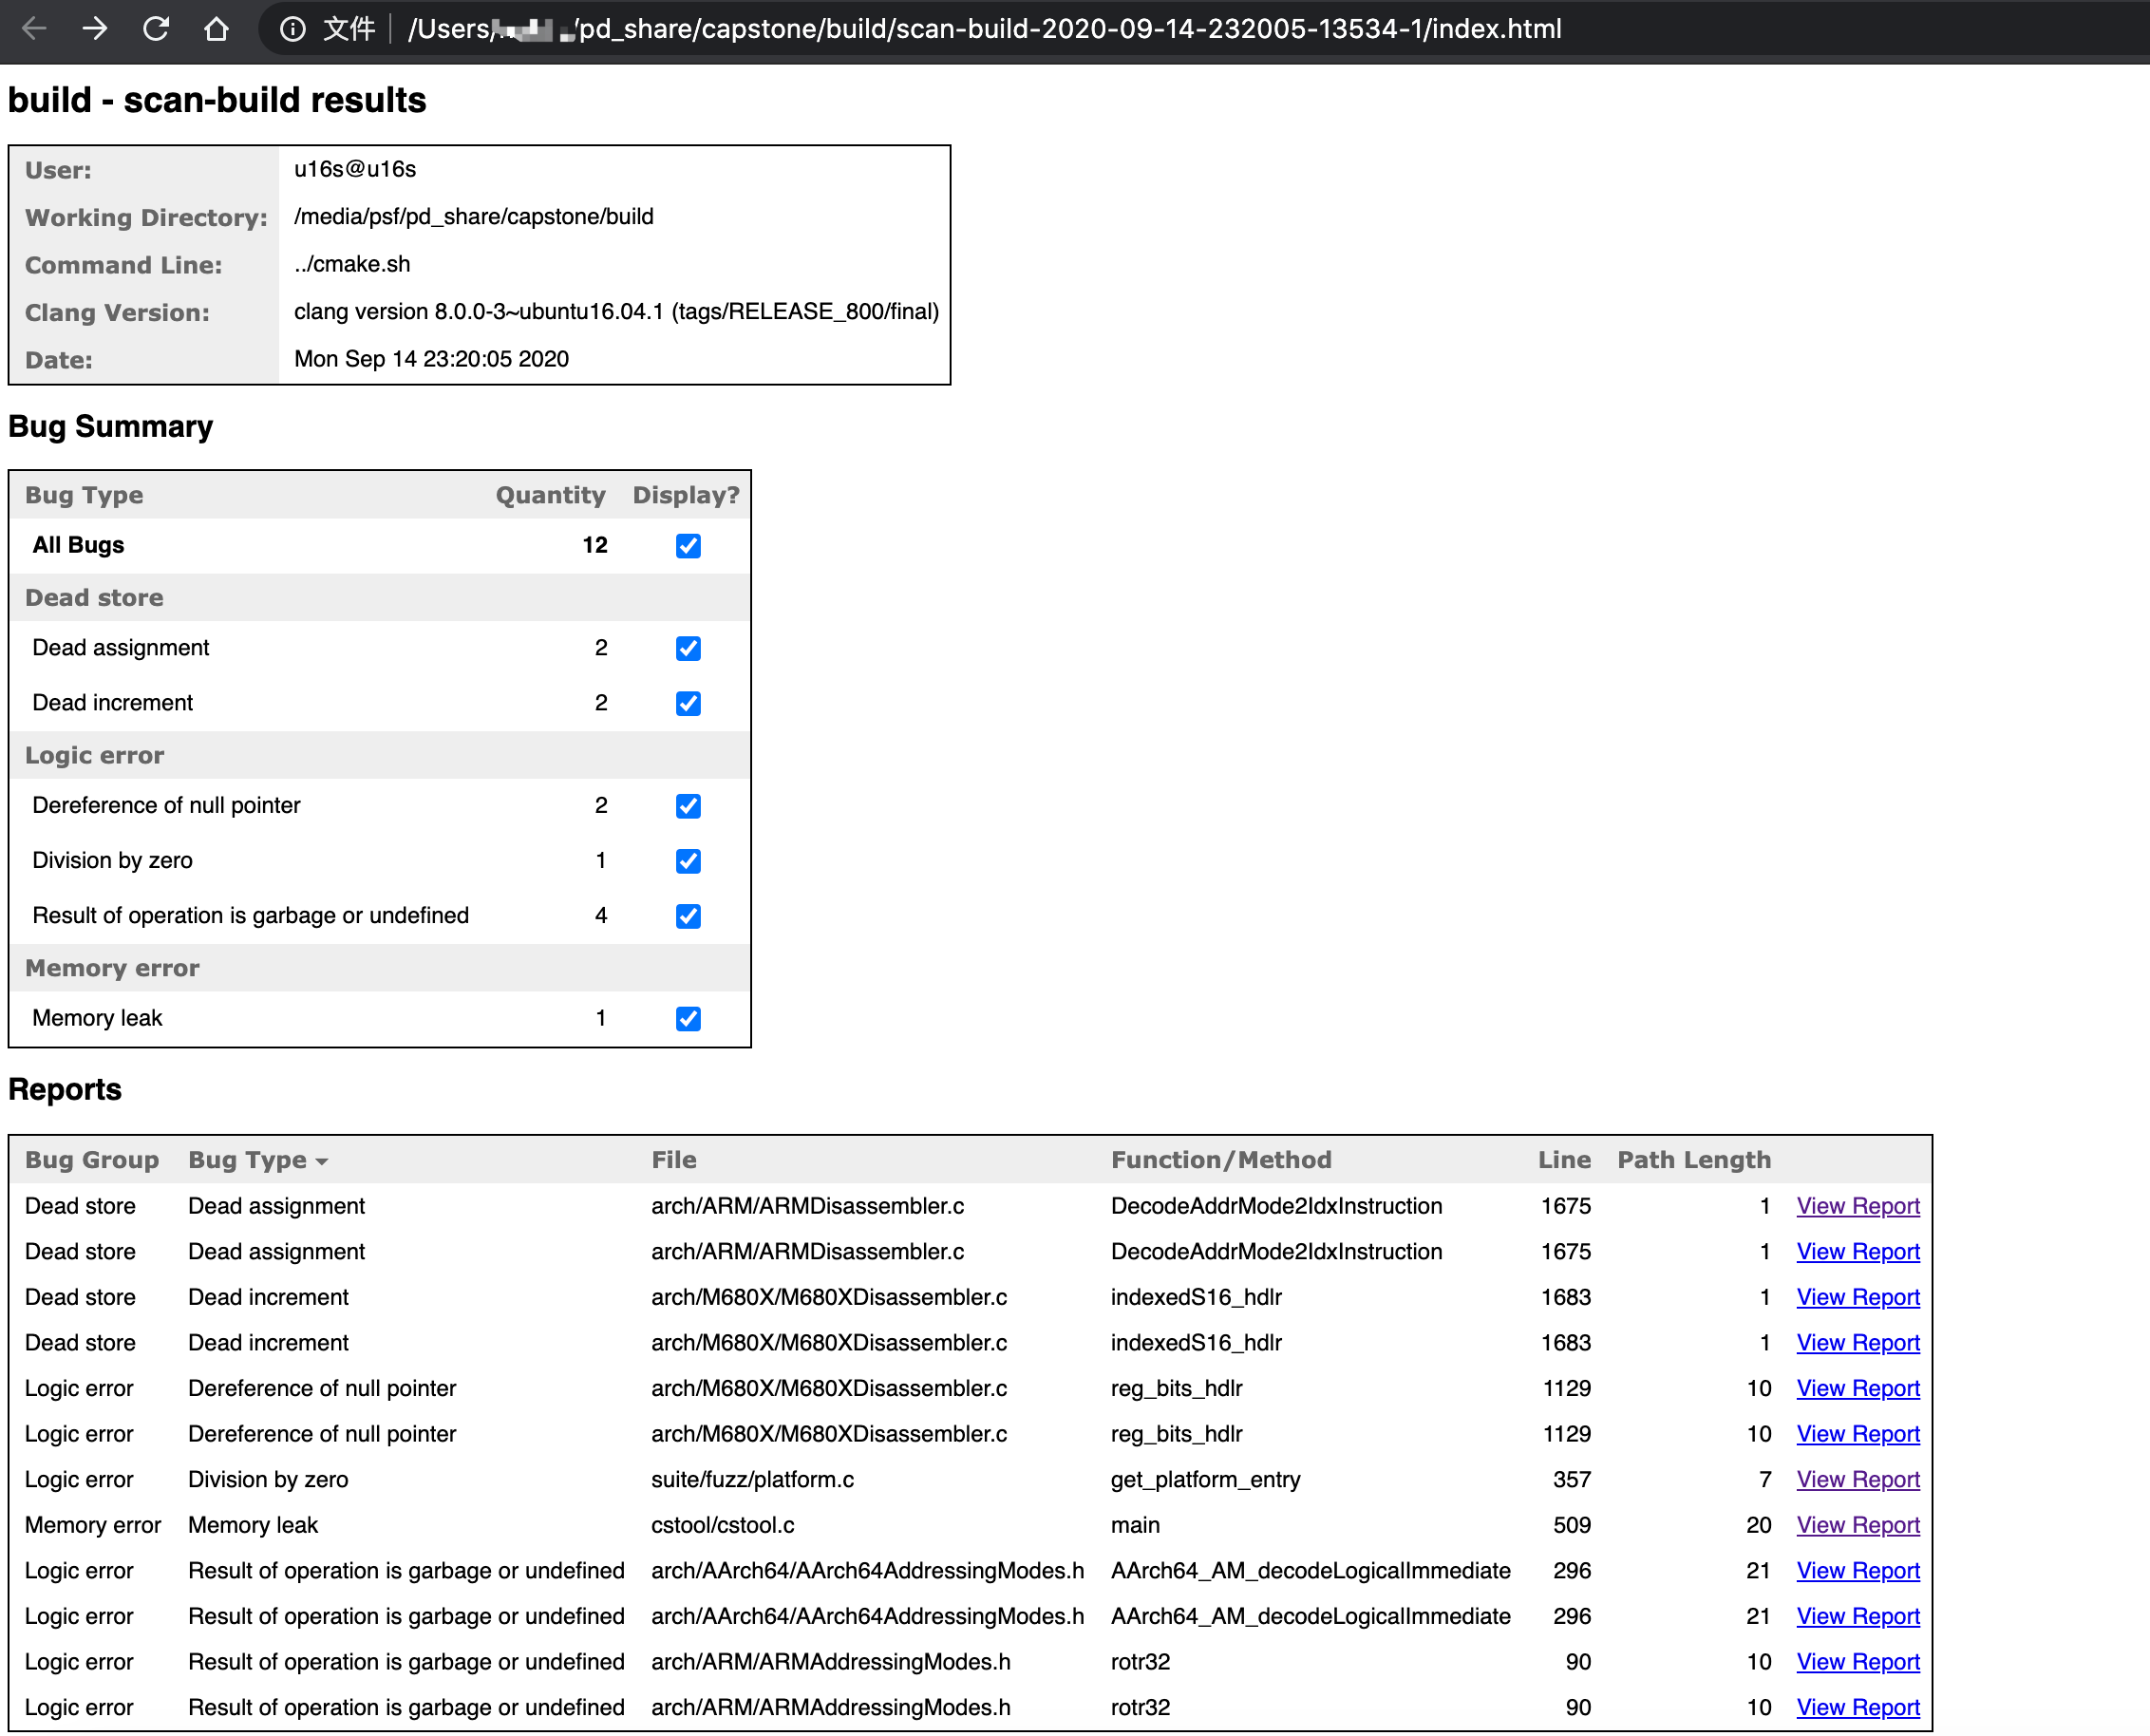 文件 /Users/ /pd_share/capstone/build/scan-build-2020-09-14-232005-13534-1/index.html
build - scan-build results
User: u16s@u16s
Working Directory: /media/psf/pd_share/capstone/build
Command Line: ../cmake.sh
Clang Version: clang version 8.0.0-3~ubuntu16.04.1 (tags/RELEASE_800/final)
Date: Mon Sep 14 23:20:05 2020
Bug Summary
Bug Type Quantity Display?
All Bugs 12
Dead store
Dead assignment 2
Dead increment 2
Logic error
Dereference of null pointer 2
Division by zero 1
Result of operation is garbage or undefined 4
Memory error
Memory leak 1
Reports
Bug Group Bug Type File Function/Method Line Path Length
Dead store Dead assignment arch/ARM/ARMDisassembler.c DecodeAddrMode2IdxInstruction 1675 1 View Report
Dead store Dead assignment arch/ARM/ARMDisassembler.c DecodeAddrMode2IdxInstruction 1675 1 View Report
Dead store Dead increment arch/M680X/M680XDisassembler.c indexedS16_hdlr 1683 1 View Report
Dead store Dead increment arch/M680X/M680XDisassembler.c indexedS16_hdlr 1683 1 View Report
Logic error Dereference of null pointer arch/M680X/M680XDisassembler.c reg_bits_hdlr 1129 10 View Report
Logic error Dereference of null pointer arch/M680X/M680XDisassembler.c reg_bits_hdlr 1129 10 View Report
Logic error Division by zero suite/fuzz/platform.c get_platform_entry 357 7 View Report
Memory error Memory leak cstool/cstool.c main 509 20 View Report
Logic error Result of operation is garbage or undefined arch/AArch64/AArch64AddressingModes.h AArch64_AM_decodeLogicalImmediate 296 21 View Report
Logic error Result of operation is garbage or undefined arch/AArch64/AArch64AddressingModes.h AArch64_AM_decodeLogicalImmediate 296 21 View Report
Logic error Result of operation is garbage or undefined arch/ARM/ARMAddressingModes.h rotr32 90 10 View Report
Logic error Result of operation is garbage or undefined arch/ARM/ARMAddressingModes.h rotr32 90 10 View Report